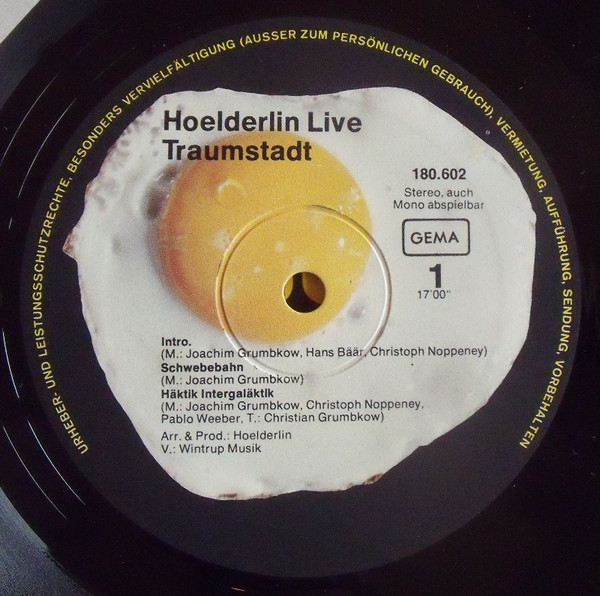 URHEBER- UND LEISTUNGSSCHUTZRECHTE, BESONDERS VERVIELFÄLTIGUNG (AUSSER ZUM PERSÖNLICHEN GEBRAUCH), VERMIETUNG, AUFFÜHRUNG, SENDUNG, VORBEHALTEN
Hoelderlin Live
Traumstadt
180.602
Stereo, auch
Mono abspielbar
GEMA
1
17'00"
Intro.
(M.: Joachim Grumbkow, Hans Bäär, Christoph Noppeney)
Schwebebahn
(M.: Joachim Grumbkow)
Häktik Intergaläktik
(M.: Joachim Grumbkow, Christoph Noppeney,
Pablo Weeber, T.: Christian Grumbkow)
Arr. & Prod.: Hoelderlin
V.: Wintrup Musik